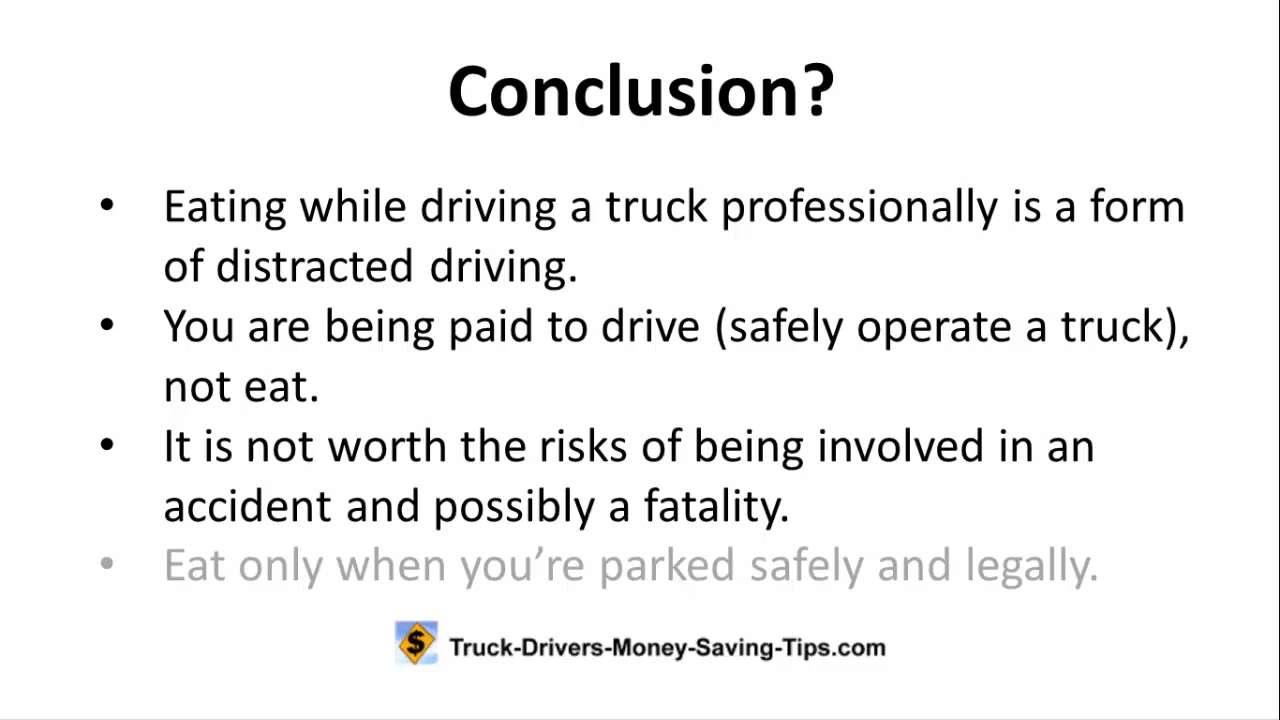 Conclusion?
• Eating while driving a truck professionally is a form
of distracted driving.
• You are being paid to drive (safely operate a truck),
not eat.
• It is not worth the risks of being involved in an
accident and possibly a fatality.
• Eat only when you’re parked safely and legally.
$ Truck-Drivers-Money-Saving-Tips.com